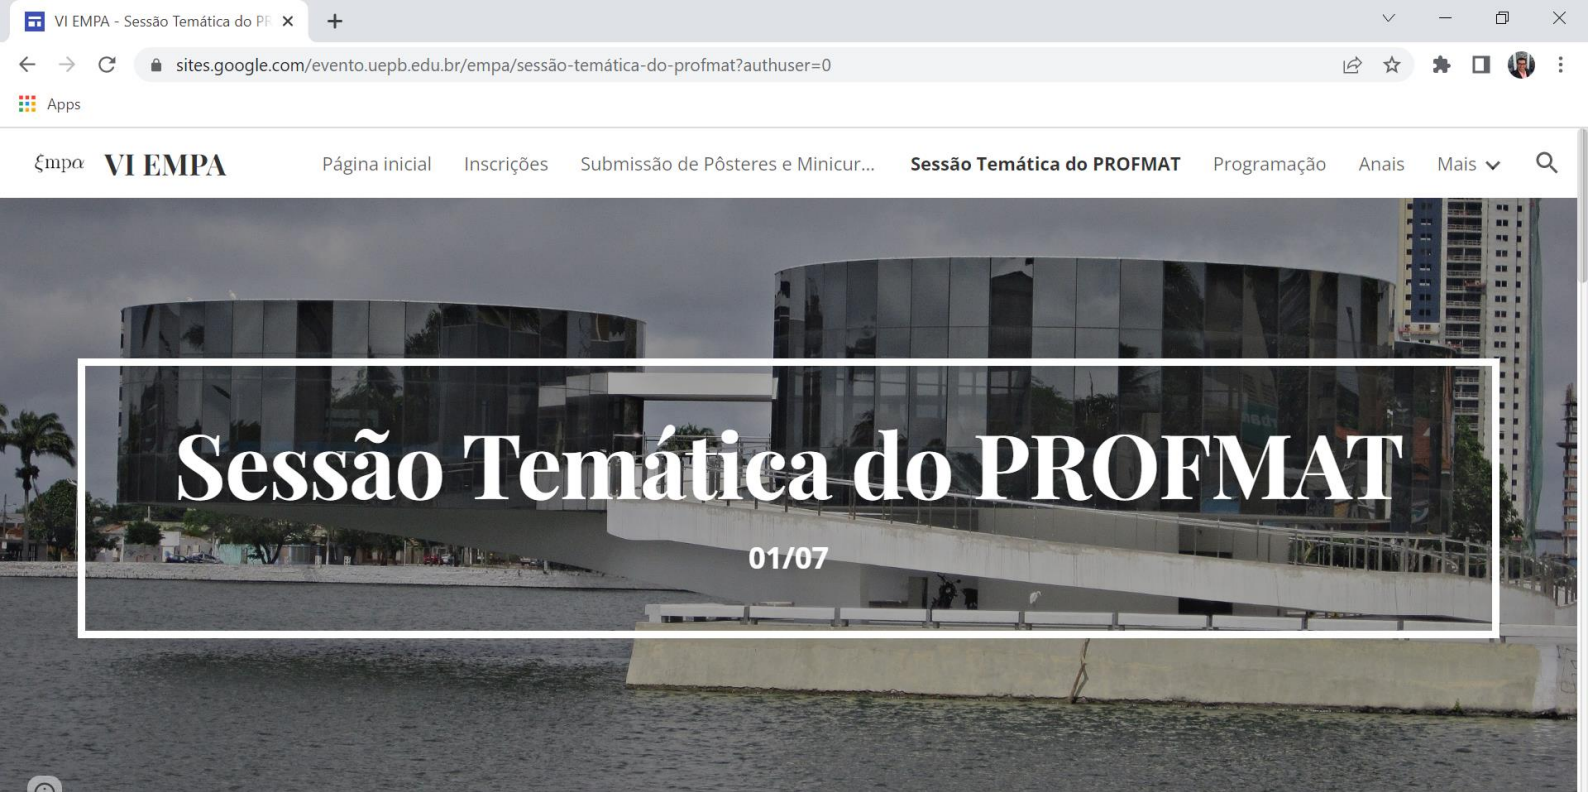 VI EMPA - Sessão Temática do PR
sites.google.com/evento.uepb.edu.br/empa/sessão-temática-do-profmat?authuser=0
Apps
ξmpα VI EMPA Página inicial Inscrições Submissão de Pôsteres e Minicur... Sessão Temática do PROFMAT Programação Anais Mais
Sessão Temática do PROFMAT
01/07